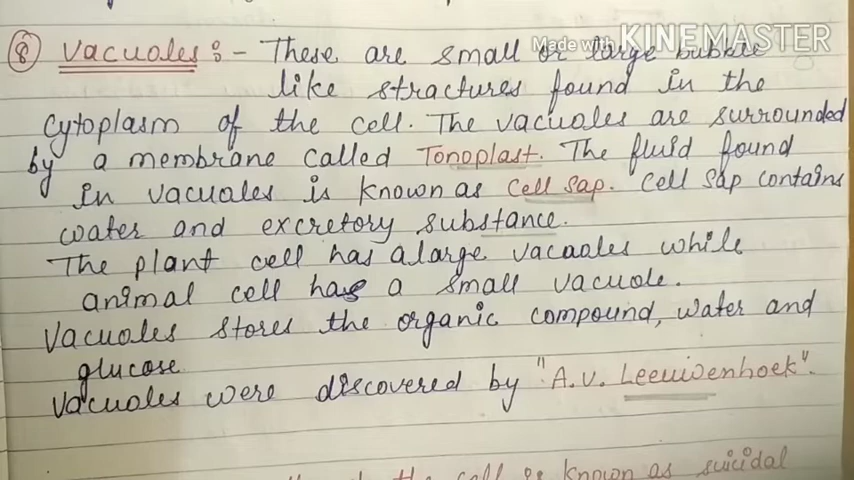 Made with KINEMASTER
⑧ Vacuoles :- These are small or large bubble
like stractures found in the
cytoplasm of the cell. The vacuoles are surrounded
by a membrane called Tonoplast. The fluid found
in vacuales is known as cell sap. Cell sap contains
water and excretory substance.
The plant cell has a large vacaoles while
animal cell has a small vacuole.
Vacuoles stores the organic compound, water and
glucose
Vacuoles were discovered by "A.V. Leeuwenhoek".
the cell is known as suicidal